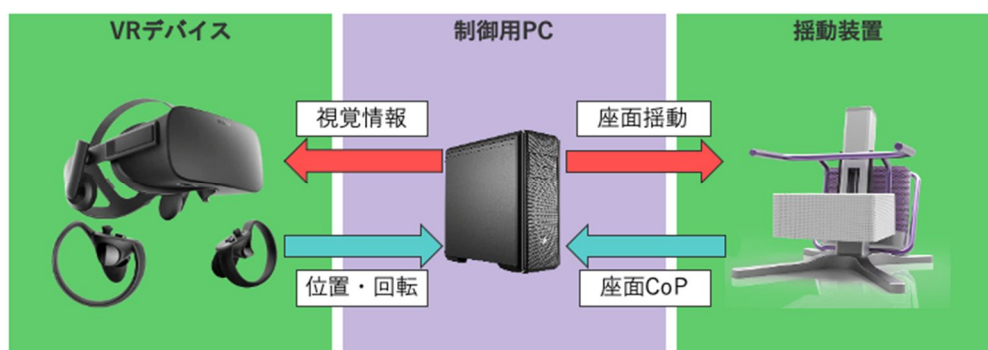 VRデバイス
制御用PC
揺動装置
視覚情報
座面揺動
位置・回転
座面CoP